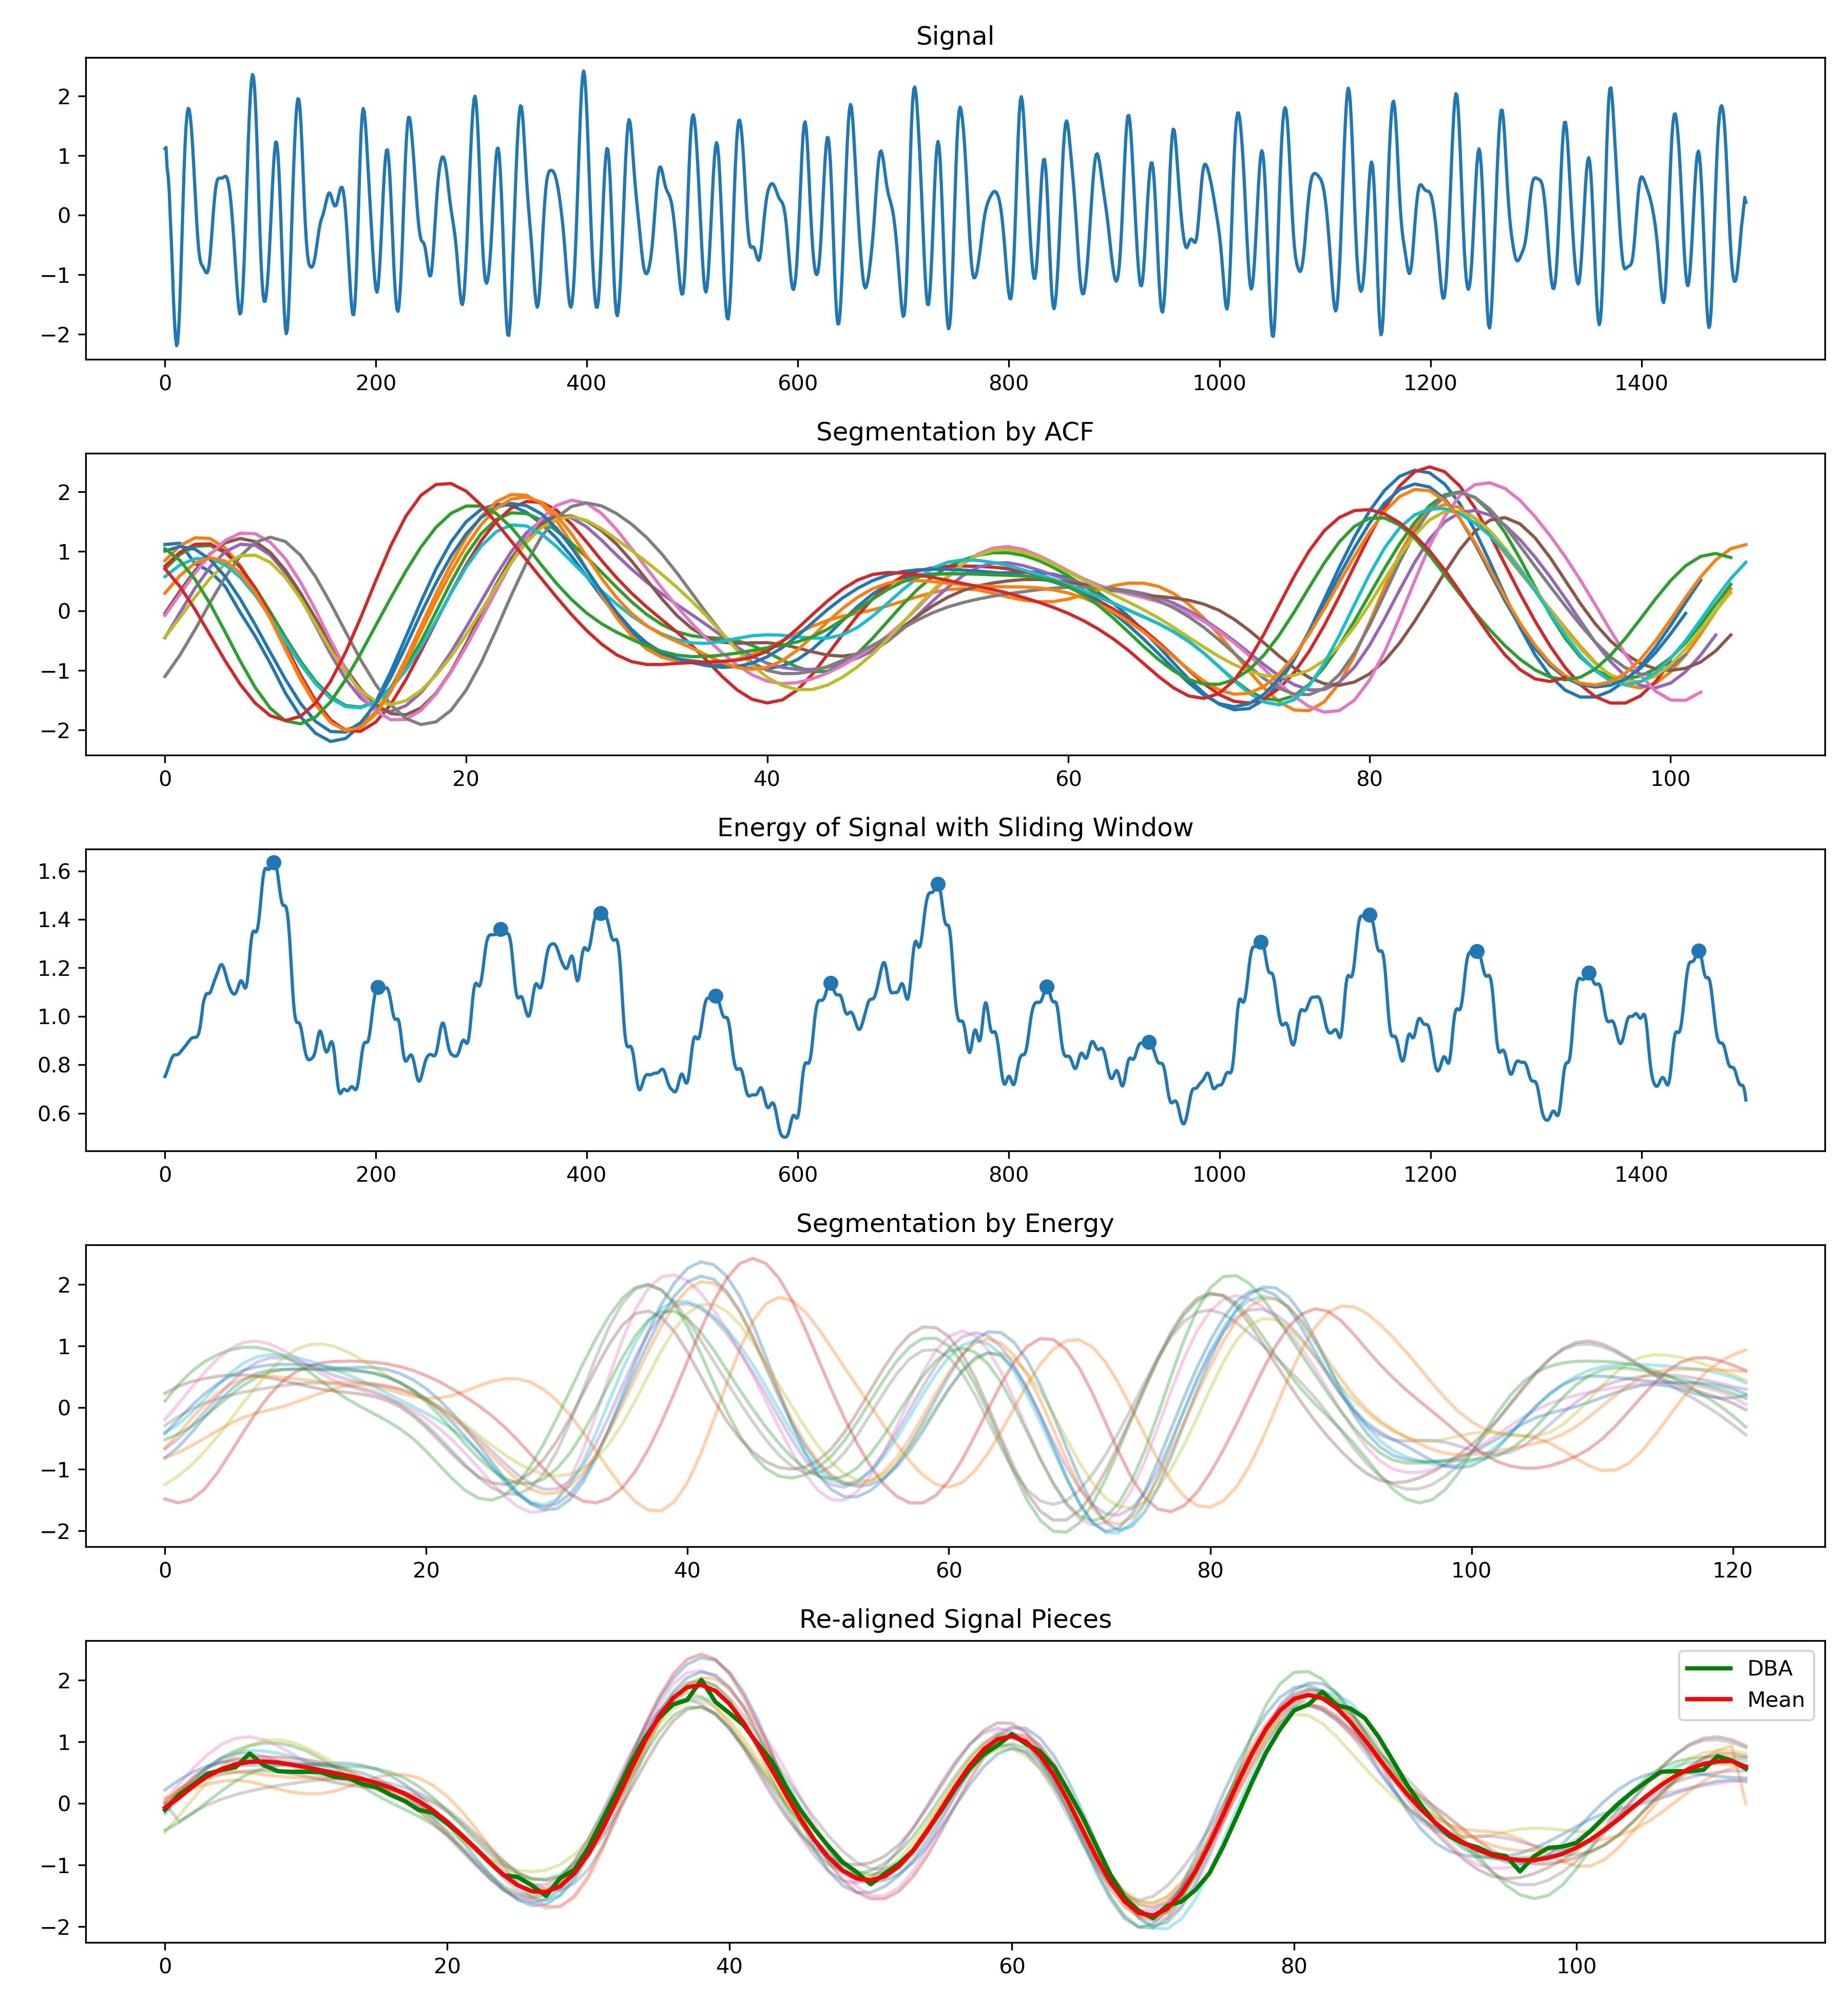 Signal
2
1
0
−1
−2
0 200 400 600 800 1000 1200 1400
Segmentation by ACF
2
1
0
−1
−2
0 20 40 60 80 100
Energy of Signal with Sliding Window
1.6
1.4
1.2
1.0
0.8
0.6
0 200 400 600 800 1000 1200 1400
Segmentation by Energy
2
1
0
−1
−2
0 20 40 60 80 100 120
Re-aligned Signal Pieces
DBA
Mean
2
1
0
−1
−2
0 20 40 60 80 100